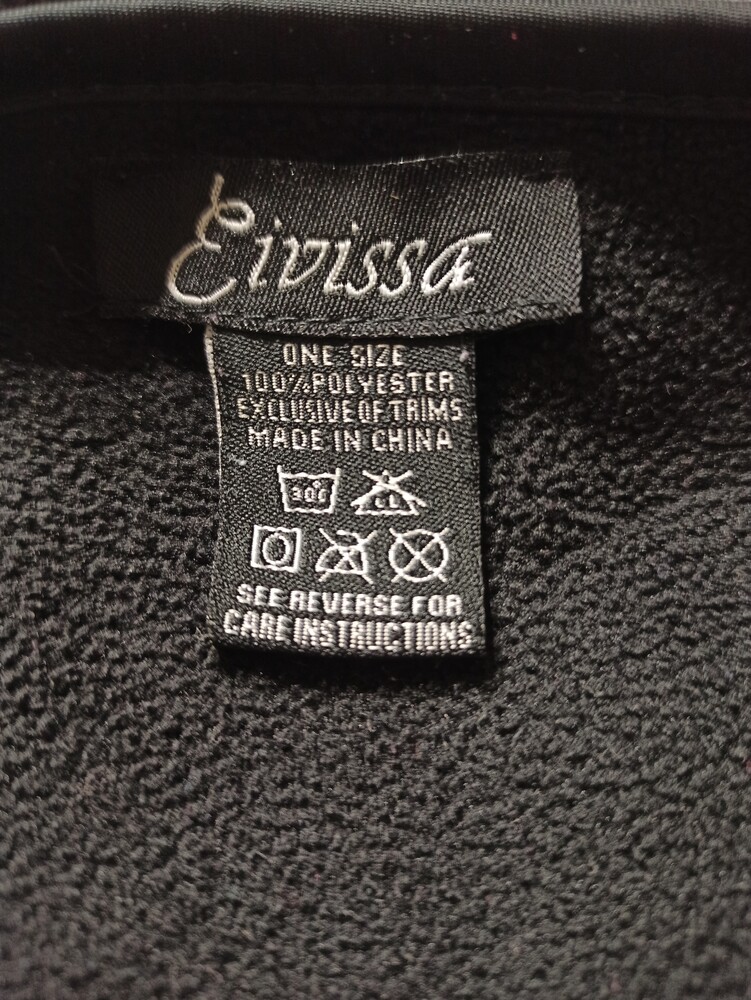 Eivissa
ONE SIZE
100%POLYESTER
EXCLUSIVE OF TRIMS
MADE IN CHINA
30°
cl
SEE REVERSE FOR
CARE INSTRUCTIONS